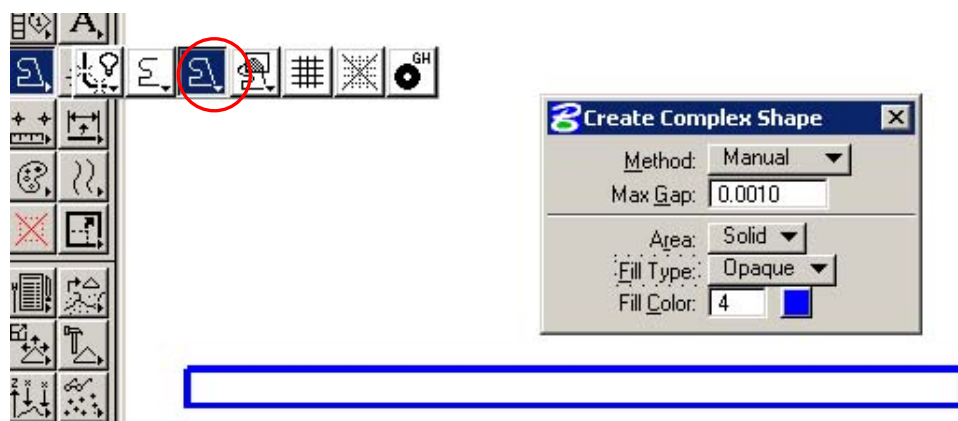 A
GH
Create Complex Shape
Method: Manual
Max Gap: 0.0010
Area: Solid
Fill Type: Opaque
Fill Color: 4